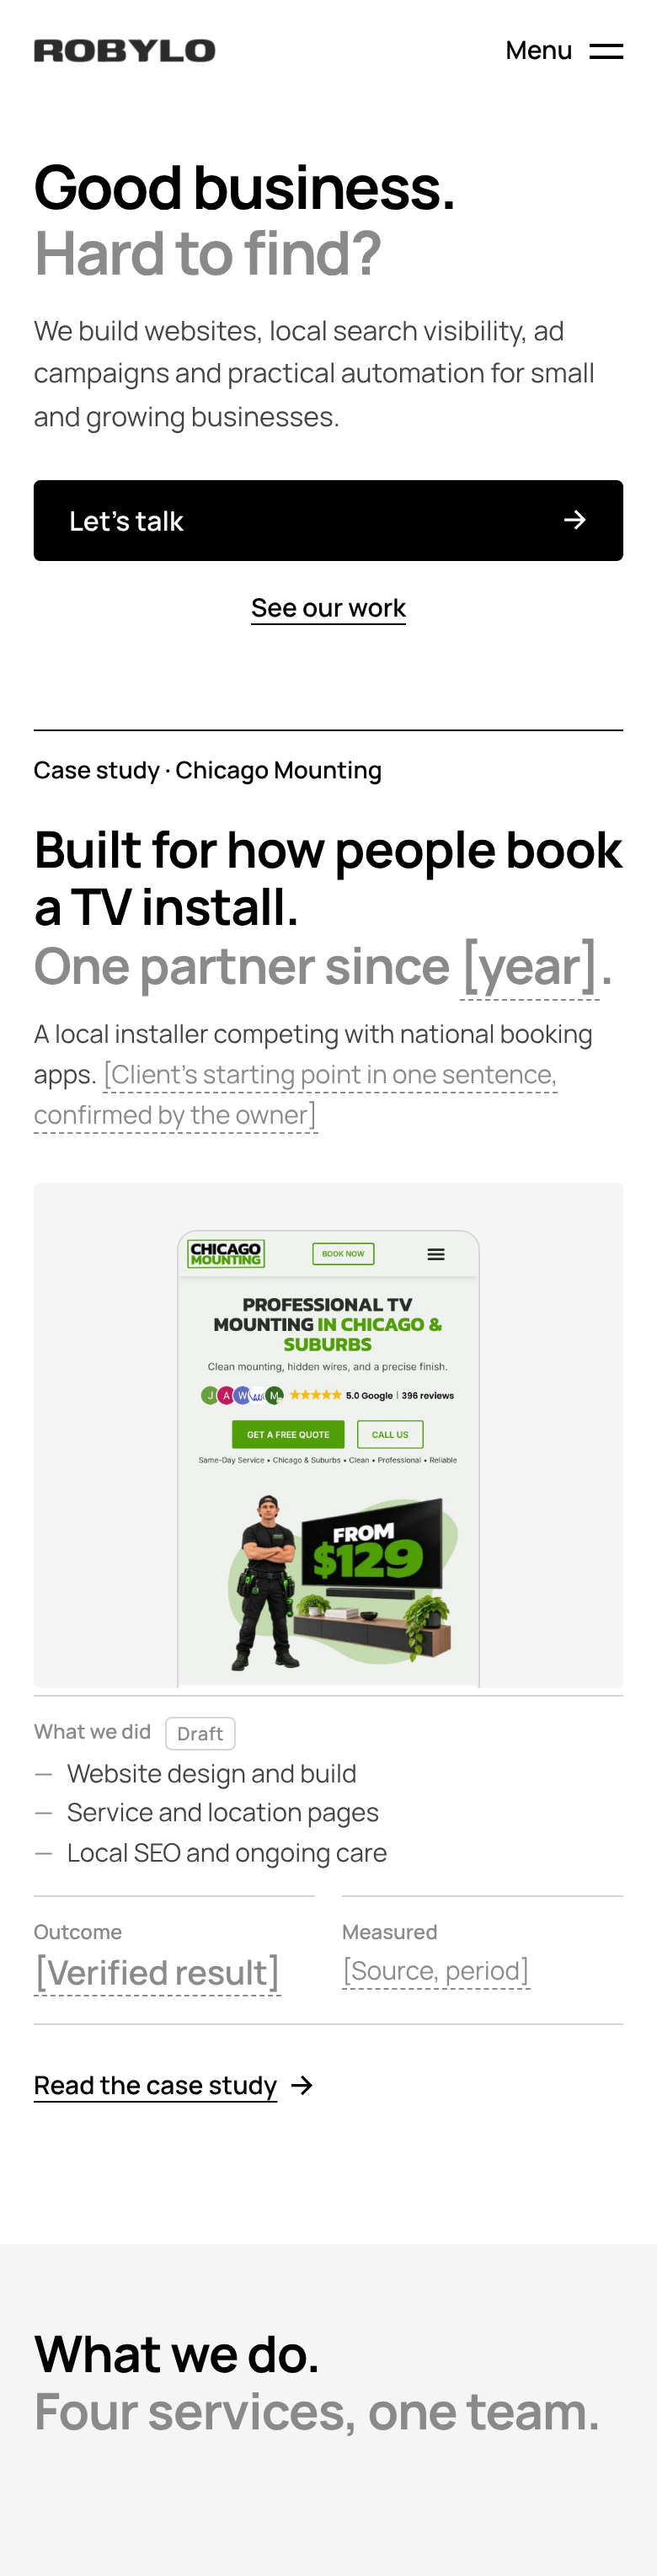 ROBYLO
Menu
Good business.
Hard to find?
We build websites, local search visibility, ad
campaigns and practical automation for small
and growing businesses.
Let's talk →
See our work
Case study · Chicago Mounting
Built for how people book
a TV install.
One partner since [year].
A local installer competing with national booking
apps. [Client's starting point in one sentence,
confirmed by the owner]
CHICAGO
MOUNTING
BOOK NOW
PROFESSIONAL TV
MOUNTING IN CHICAGO &
SUBURBS
Clean mounting, hidden wires, and a precise finish.
J A W M ★★★★★ 5.0 Google | 396 reviews
GET A FREE QUOTE
CALL US
Same-Day Service • Chicago & Suburbs • Clean • Professional • Reliable
FROM
$129
What we did Draft
— Website design and build
— Service and location pages
— Local SEO and ongoing care
Outcome
[Verified result]
Measured
[Source, period]
Read the case study →
What we do.
Four services, one team.